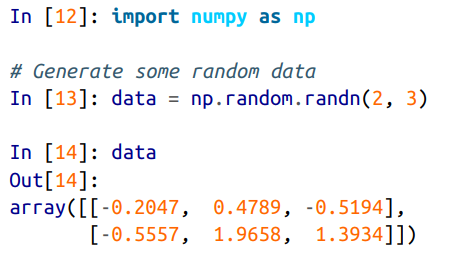 In [12]: import numpy as np
# Generate some random data
In [13]: data = np.random.randn(2, 3)
In [14]: data
Out[14]:
array([[-0.2047,  0.4789, -0.5194],
       [-0.5557,  1.9658,  1.3934]])